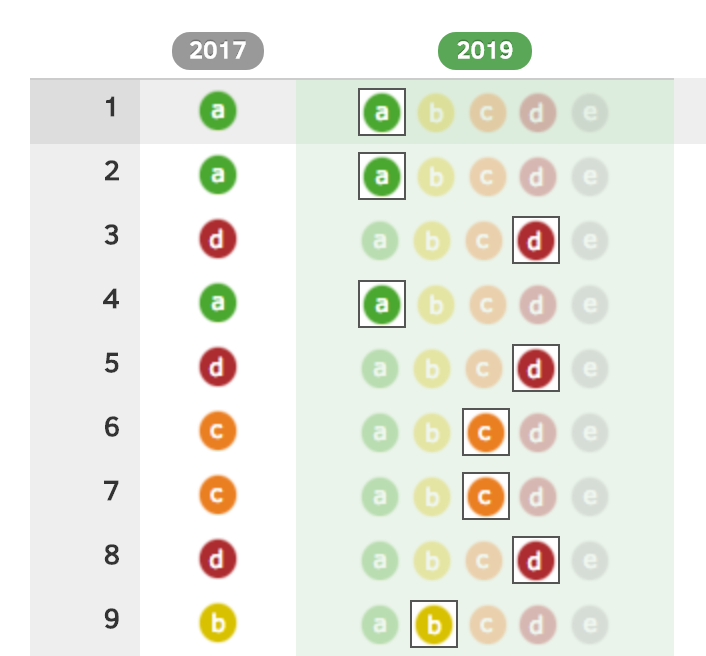 2017 2019
1 a a b c d e
2 a a b c d e
3 d a b c d e
4 a a b c d e
5 d a b c d e
6 c a b c d e
7 c a b c d e
8 d a b c d e
9 b a b c d e